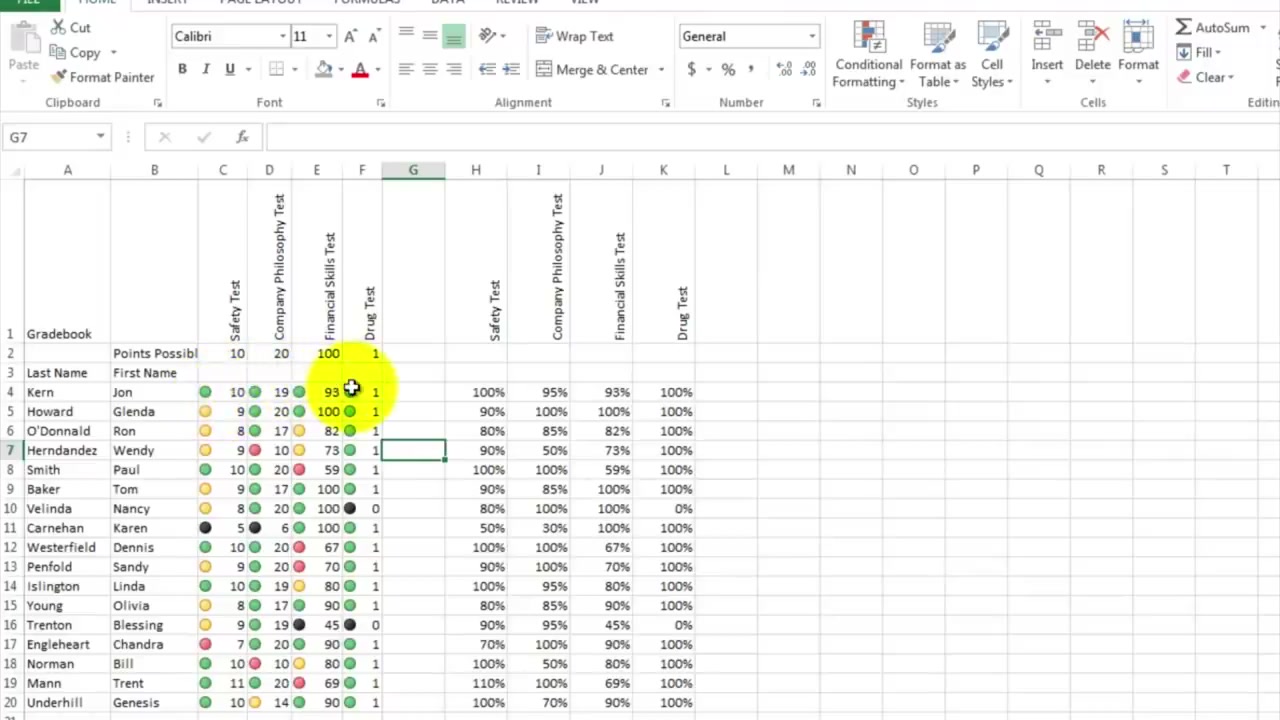 FILE HOME INSERT PAGE LAYOUT FORMULAS DATA REVIEW VIEW
Paste
Cut
Copy
Format Painter
Clipboard
Calibri 11
B I U
Font
Wrap Text
Merge & Center
Alignment
General
$ % ,
Number
Conditional Formatting
Format as Table
Cell Styles
Styles
Insert Delete Format
Cells
AutoSum
Fill
Clear
Editin
G7 fx
A B C D E F G H I J K L M N O P Q R S T
1 Gradebook Safety Test Company Philosophy Test Financial Skills Test Drug Test Safety Test Company Philosophy Test Financial Skills Test Drug Test
2 Points Possibl 10 20 100 1
3 Last Name First Name
4 Kern Jon 10 19 93 1 100% 95% 93% 100%
5 Howard Glenda 9 20 100 1 90% 100% 100% 100%
6 O'Donnald Ron 8 17 82 1 80% 85% 82% 100%
7 Herndandez Wendy 9 10 73 1 90% 50% 73% 100%
8 Smith Paul 10 20 59 1 100% 100% 59% 100%
9 Baker Tom 9 17 100 1 90% 85% 100% 100%
10 Velinda Nancy 8 20 100 0 80% 100% 100% 0%
11 Carnehan Karen 5 6 100 1 50% 30% 100% 100%
12 Westerfield Dennis 10 20 67 1 100% 100% 67% 100%
13 Penfold Sandy 9 20 70 1 90% 100% 70% 100%
14 Islington Linda 10 19 80 1 100% 95% 80% 100%
15 Young Olivia 8 17 90 1 80% 85% 90% 100%
16 Trenton Blessing 9 19 45 0 90% 95% 45% 0%
17 Engleheart Chandra 7 20 90 1 70% 100% 90% 100%
18 Norman Bill 10 10 80 1 100% 50% 80% 100%
19 Mann Trent 11 20 69 1 110% 100% 69% 100%
20 Underhill Genesis 10 14 90 1 100% 70% 90% 100%